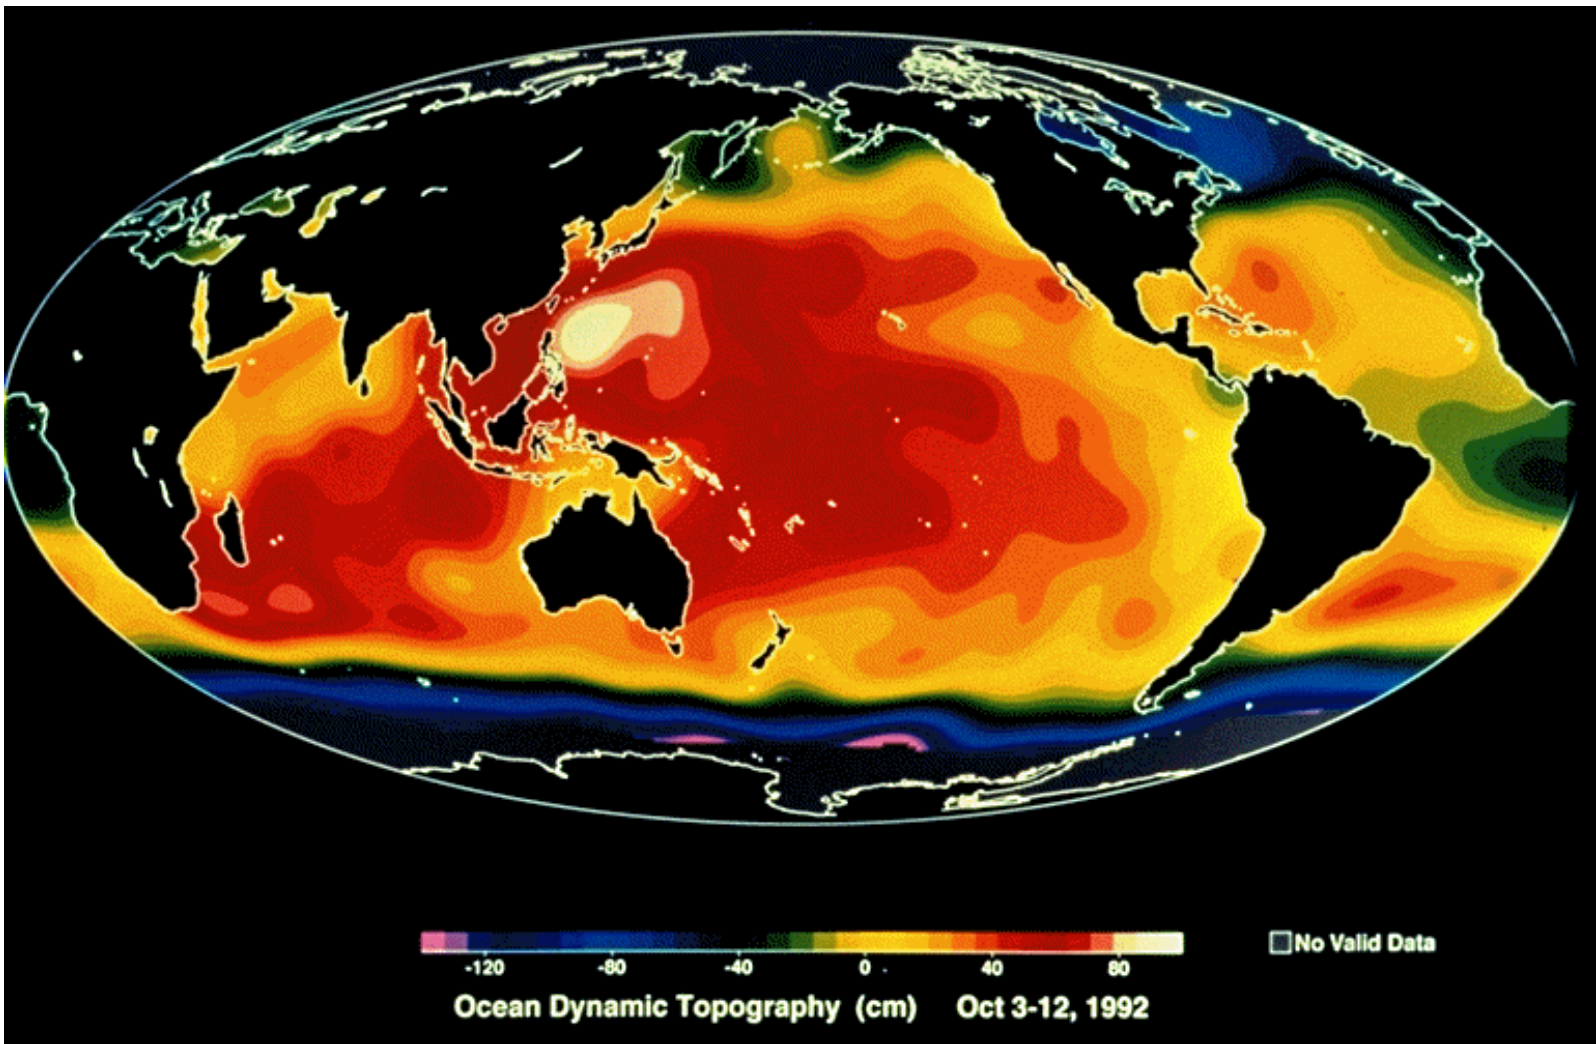 -120 -80 -40 0 40 80
No Valid Data
Ocean Dynamic Topography (cm) Oct 3-12, 1992